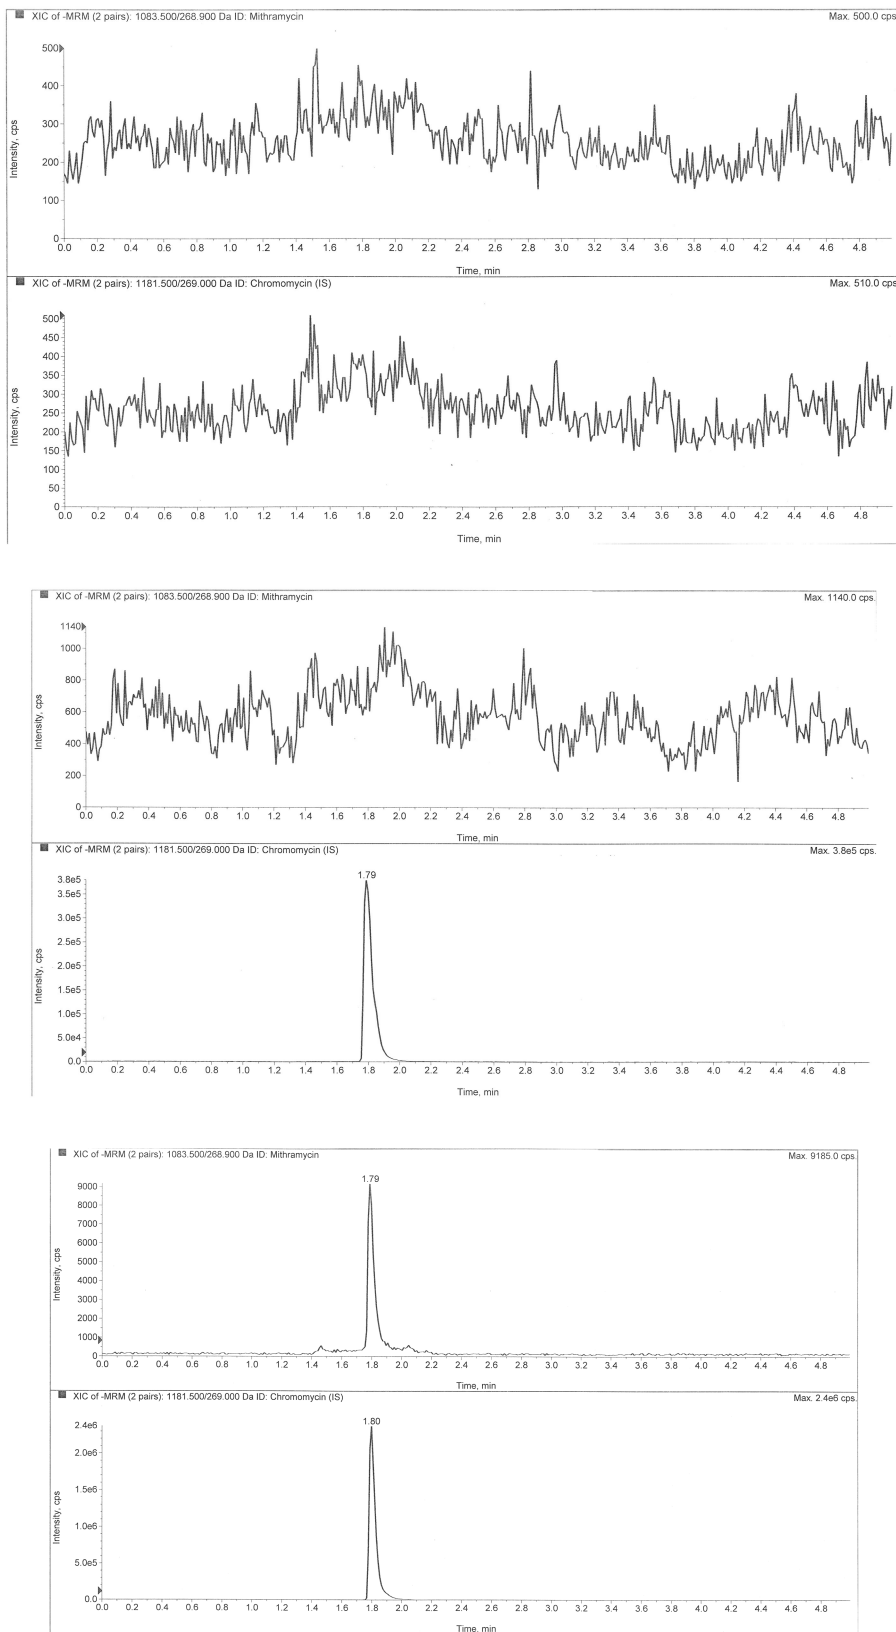 XIC of -MRM (2 pairs): 1083.500/268.900 Da ID: Mithramycin Max. 500.0 cps
500
400
300
200
100
0
Intensity, cps
0.0 0.2 0.4 0.6 0.8 1.0 1.2 1.4 1.6 1.8 2.0 2.2 2.4 2.6 2.8 3.0 3.2 3.4 3.6 3.8 4.0 4.2 4.4 4.6 4.8
Time, min
XIC of -MRM (2 pairs): 1181.500/269.000 Da ID: Chromomycin (IS) Max. 510.0 cps
500
450
400
350
300
250
200
150
100
50
0
Intensity, cps
0.0 0.2 0.4 0.6 0.8 1.0 1.2 1.4 1.6 1.8 2.0 2.2 2.4 2.6 2.8 3.0 3.2 3.4 3.6 3.8 4.0 4.2 4.4 4.6 4.8
Time, min
XIC of -MRM (2 pairs): 1083.500/268.900 Da ID: Mithramycin Max. 1140.0 cps.
1140
1000
800
600
400
200
0
Intensity, cps
0.0 0.2 0.4 0.6 0.8 1.0 1.2 1.4 1.6 1.8 2.0 2.2 2.4 2.6 2.8 3.0 3.2 3.4 3.6 3.8 4.0 4.2 4.4 4.6 4.8
Time, min
XIC of -MRM (2 pairs): 1181.500/269.000 Da ID: Chromomycin (IS) Max. 3.8e5 cps.
1.79
3.8e5
3.5e5
3.0e5
2.5e5
2.0e5
1.5e5
1.0e5
5.0e4
0.0
Intensity, cps
0.0 0.2 0.4 0.6 0.8 1.0 1.2 1.4 1.6 1.8 2.0 2.2 2.4 2.6 2.8 3.0 3.2 3.4 3.6 3.8 4.0 4.2 4.4 4.6 4.8
Time, min
XIC of -MRM (2 pairs): 1083.500/268.900 Da ID: Mithramycin Max. 9185.0 cps.
1.79
9000
8000
7000
6000
5000
4000
3000
2000
1000
0
Intensity, cps
0.0 0.2 0.4 0.6 0.8 1.0 1.2 1.4 1.6 1.8 2.0 2.2 2.4 2.6 2.8 3.0 3.2 3.4 3.6 3.8 4.0 4.2 4.4 4.6 4.8
Time, min
XIC of -MRM (2 pairs): 1181.500/269.000 Da ID: Chromomycin (IS) Max. 2.4e6 cps.
1.80
2.4e6
2.0e6
1.5e6
1.0e6
5.0e5
0.0
Intensity, cps
0.0 0.2 0.4 0.6 0.8 1.0 1.2 1.4 1.6 1.8 2.0 2.2 2.4 2.6 2.8 3.0 3.2 3.4 3.6 3.8 4.0 4.2 4.4 4.6 4.8
Time, min